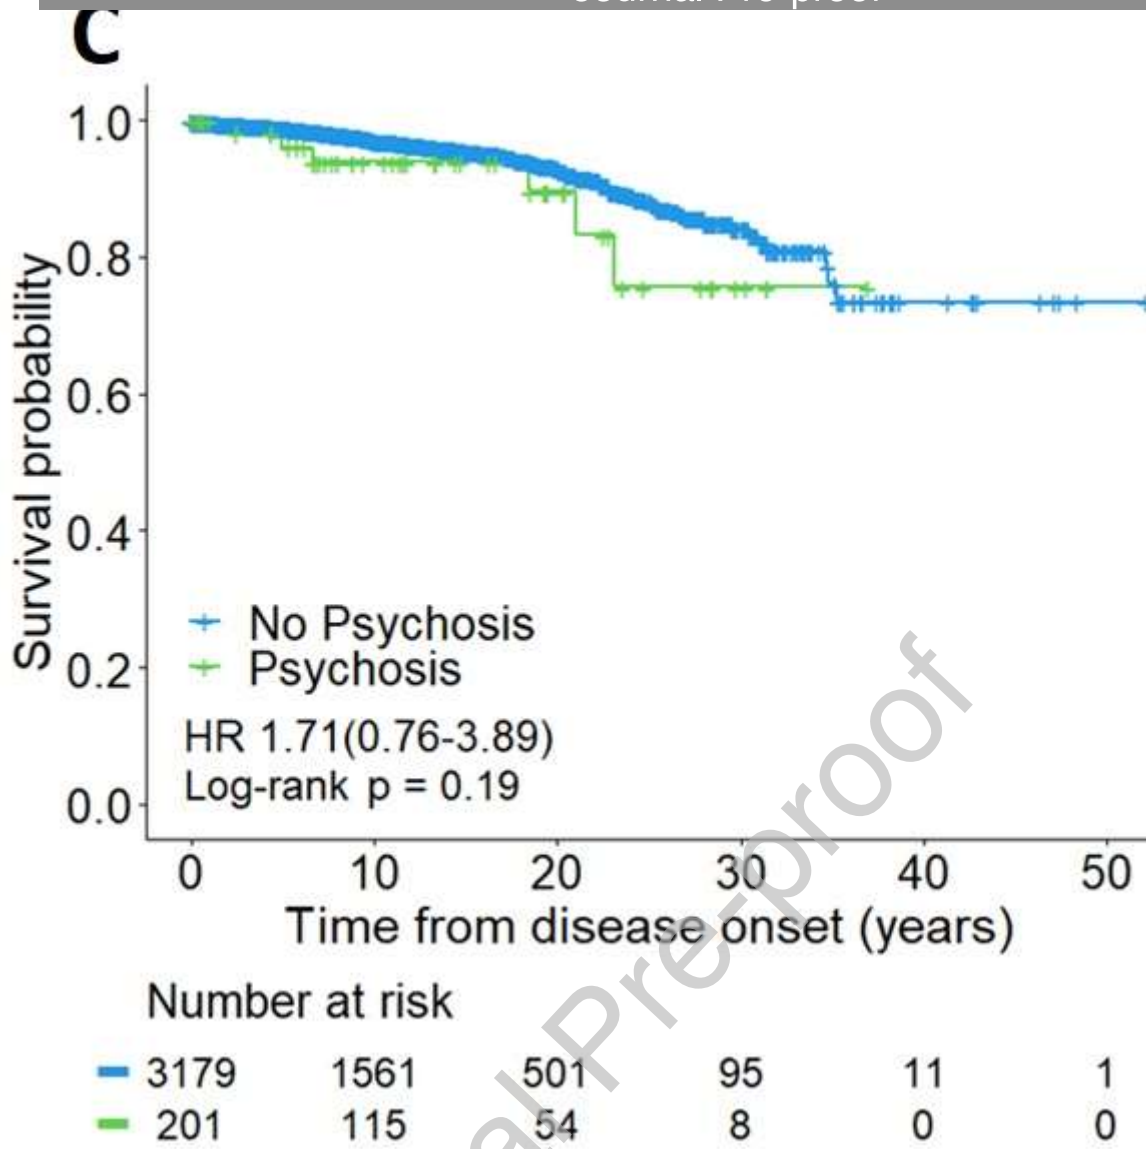 C
1.0
0.8
0.6
0.4
0.2
0.0
Survival probability
No Psychosis
Psychosis
HR 1.71(0.76-3.89)
Log-rank p = 0.19
0 10 20 30 40 50
Time from disease onset (years)
Number at risk
3179 1561 501 95 11 1
201 115 54 8 0 0
al Pre-proof